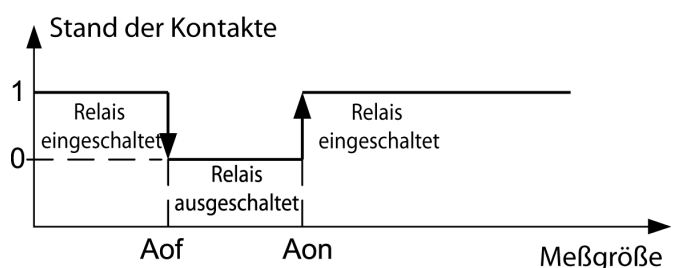 Stand der Kontakte
1
Relais
eingeschaltet
Relais
eingeschaltet
0
Relais
ausgeschaltet
Aof
Aon
Meßgröße